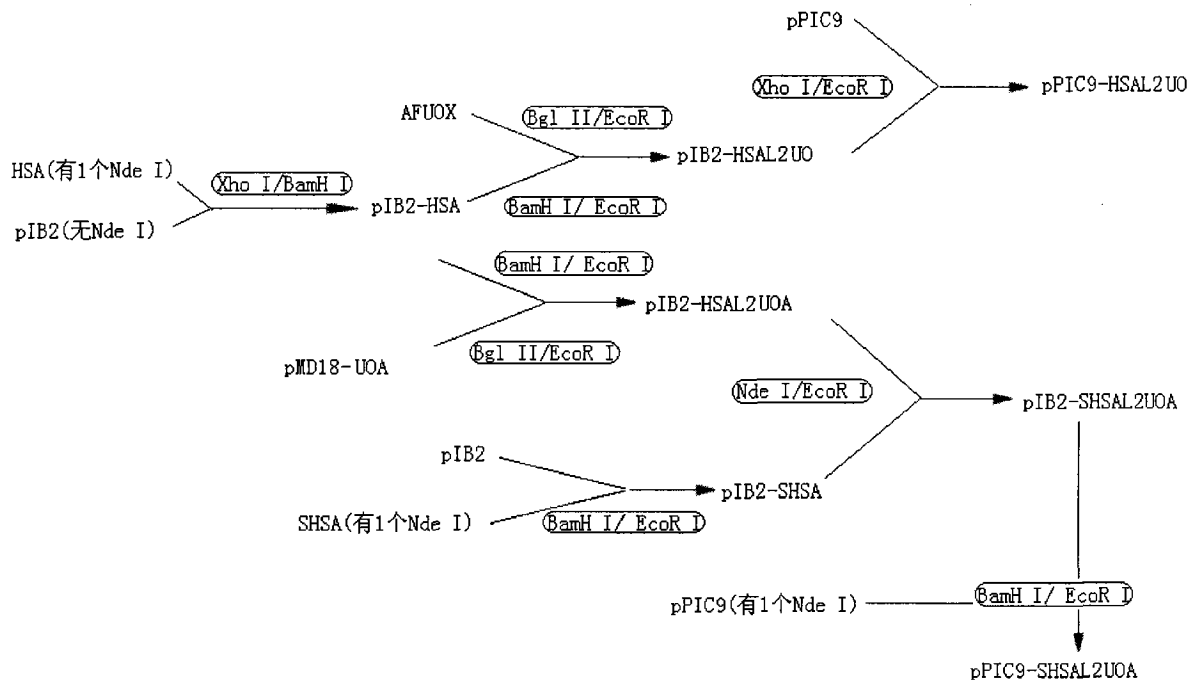 pPIC9
Xho I/EcoR I
pPIC9-HSAL2UO
AFUOX
Bgl II/EcoR I
pIB2-HSAL2UO
HSA(有1个Nde I)
Xho I/BamH I
pIB2-HSA
BamH I/ EcoR I
pIB2(无Nde I)
BamH I/ EcoR I
pIB2-HSAL2UOA
pMD18-UOA
Bgl II/EcoR I
Nde I/EcoR I
pIB2-SHSAL2UOA
pIB2
pIB2-SHSA
SHSA(有1个Nde I)
BamH I/ EcoR I
pPIC9(有1个Nde I)
BamH I/ EcoR I
pPIC9-SHSAL2UOA